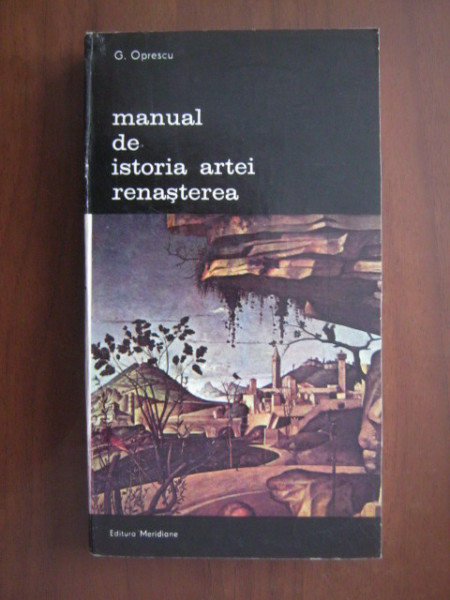 G. Oprescu
manual
de
istoria artei
renaşterea
Editura Meridiane